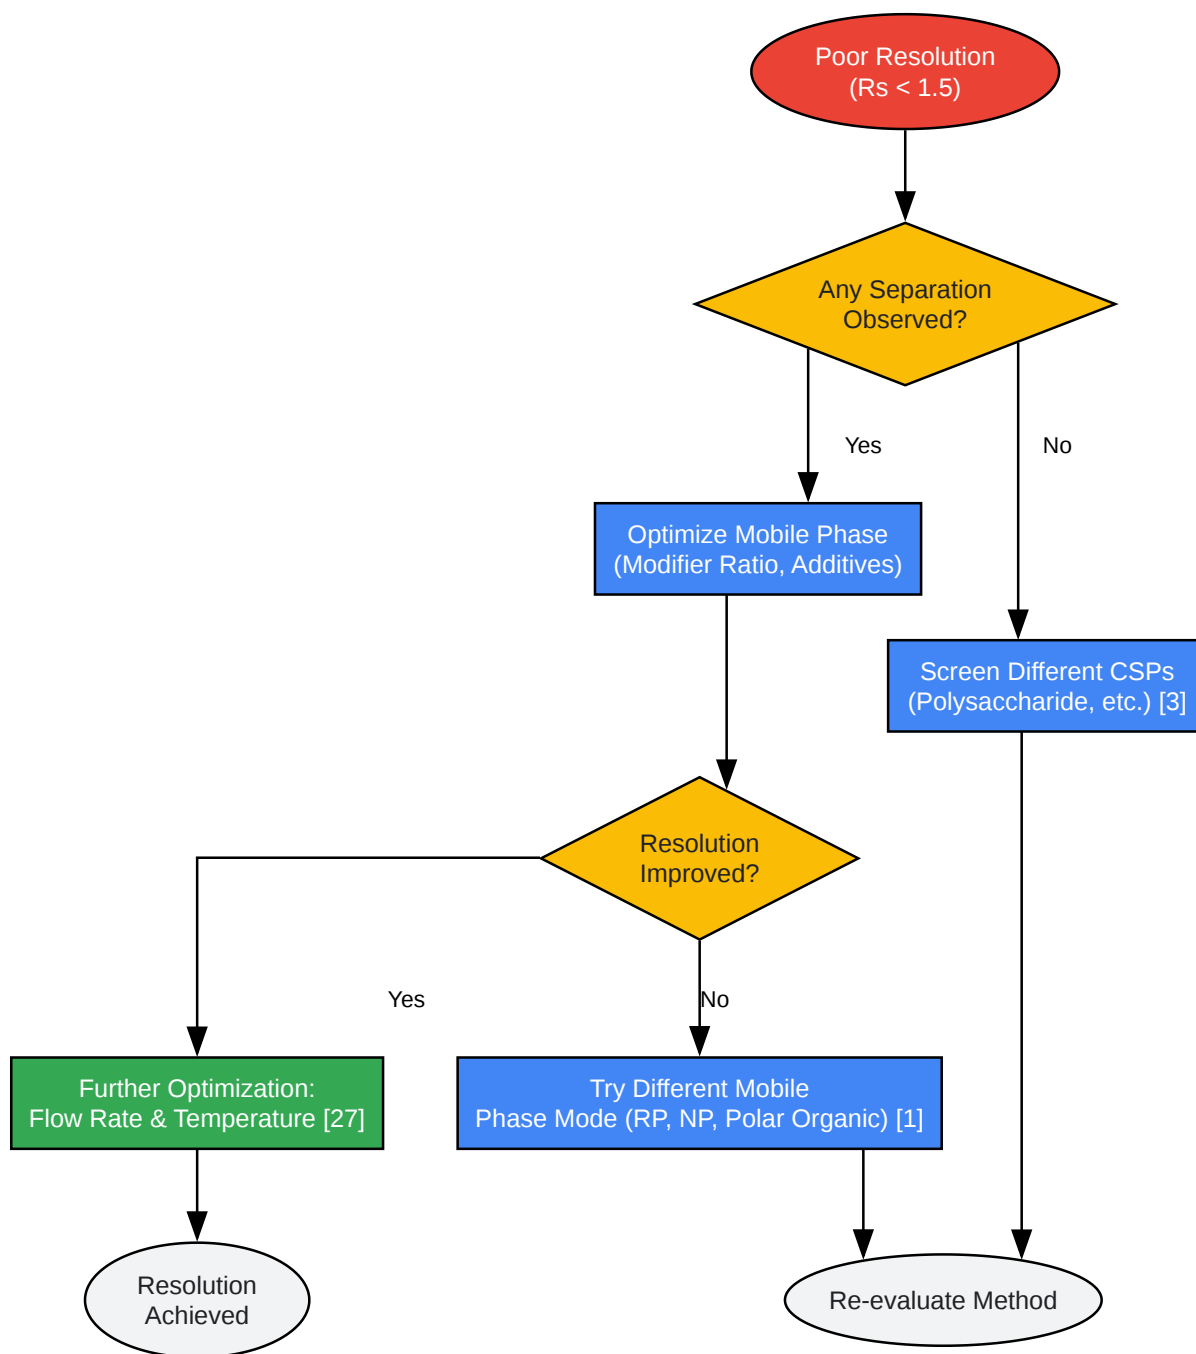 Poor Resolution
(Rs < 1.5)
Any Separation
Observed?
Yes
No
Optimize Mobile Phase
(Modifier Ratio, Additives)
Screen Different CSPs
(Polysaccharide, etc.) [3]
Resolution
Improved?
Yes
No
Further Optimization:
Flow Rate & Temperature [27]
Try Different Mobile
Phase Mode (RP, NP, Polar Organic) [1]
Resolution
Achieved
Re-evaluate Method